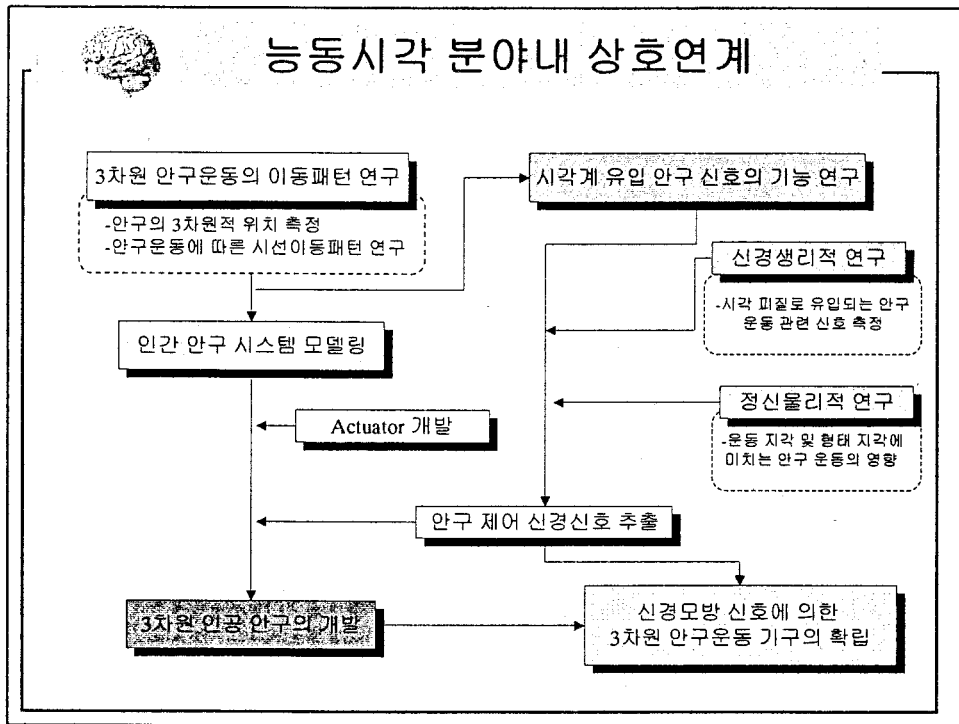 능동시각 분야내 상호연계
3차원 안구운동의 이동패턴 연구
-안구의 3차원적 위치 측정
-안구운동에 따른 시선이동패턴 연구
시각계 유입 안구 신호의 기능 연구
신경생리적 연구
-시각 피질로 유입되는 안구
운동 관련 신호 측정
인간 안구 시스템 모델링
정신물리적 연구
-운동 지각 및 형태 지각에
미치는 안구 운동의 영향
Actuator 개발
안구 제어 신경신호 추출
3차원 인공 안구의 개발
신경모방 신호에 의한
3차원 안구운동 기구의 확립